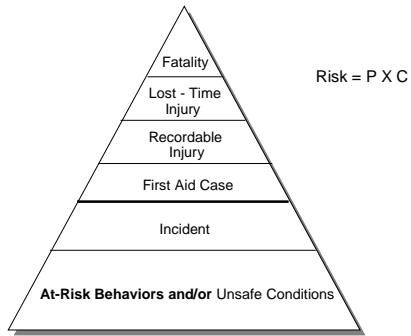 Fatality
Risk = P X C
Lost - Time
Injury
Recordable
Injury
First Aid Case
Incident
At-Risk Behaviors and/or Unsafe Conditions